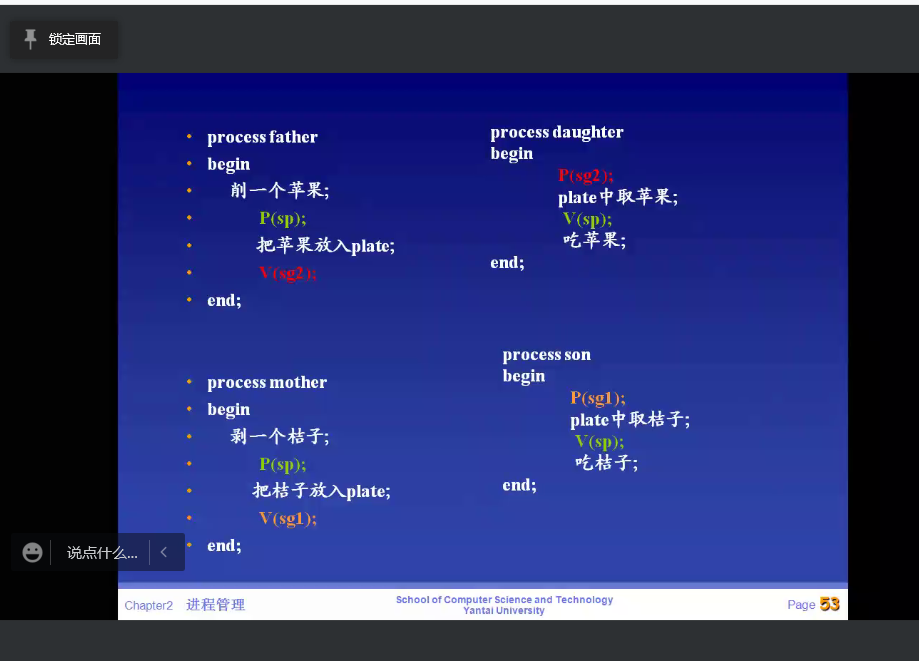 锁定画面
process father
begin
削一个苹果;
P(sp);
把苹果放入plate;
V(sg2);
end;
process daughter
begin
P(sg2);
plate中取苹果;
V(sp);
吃苹果;
end;
process mother
begin
剥一个桔子;
P(sp);
把桔子放入plate;
V(sg1);
end;
process son
begin
P(sg1);
plate中取桔子;
V(sp);
吃桔子;
end;
说点什么...
Chapter2 进程管理
School of Computer Science and Technology
Yantai University
Page 53